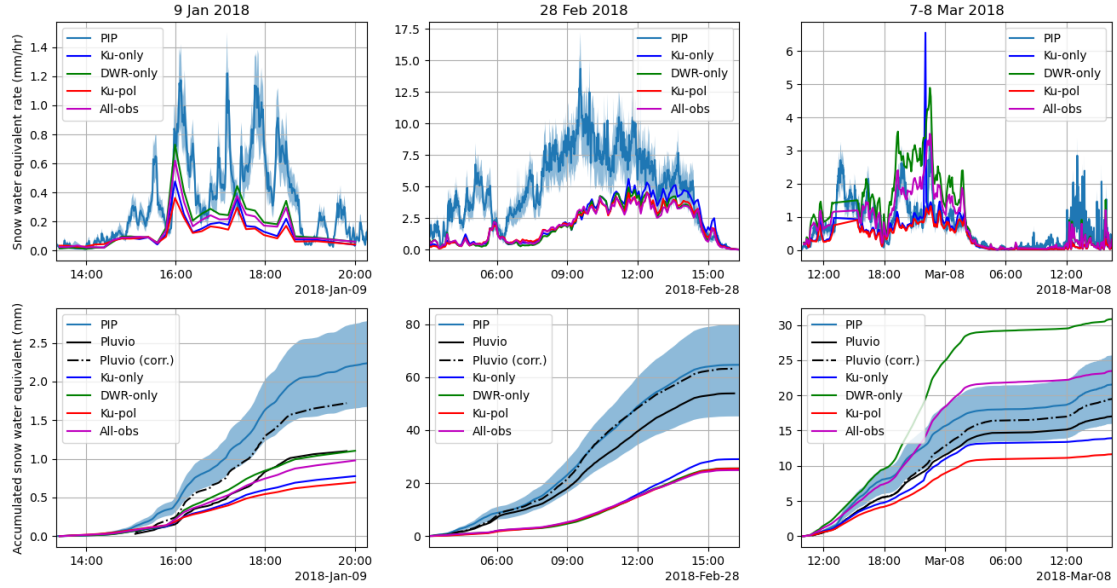 9 Jan 2018
28 Feb 2018
7-8 Mar 2018
Snow water equivalent rate (mm/hr)
1.4
1.2
1.0
0.8
0.6
0.4
0.2
0.0
PIP
Ku-only
DWR-only
Ku-pol
All-obs
14:00
16:00
18:00
20:00
2018-Jan-09
17.5
15.0
12.5
10.0
7.5
5.0
2.5
0.0
PIP
Ku-only
DWR-only
Ku-pol
All-obs
06:00
09:00
12:00
15:00
2018-Feb-28
6
5
4
3
2
1
0
PIP
Ku-only
DWR-only
Ku-pol
All-obs
12:00
18:00
Mar-08
06:00
12:00
2018-Mar-08
Accumulated snow water equivalent (mm)
2.5
2.0
1.5
1.0
0.5
0.0
PIP
Pluvio
Pluvio (corr.)
Ku-only
DWR-only
Ku-pol
All-obs
14:00
16:00
18:00
20:00
2018-Jan-09
80
60
40
20
0
PIP
Pluvio
Pluvio (corr.)
Ku-only
DWR-only
Ku-pol
All-obs
06:00
09:00
12:00
15:00
2018-Feb-28
30
25
20
15
10
5
0
PIP
Pluvio
Pluvio (corr.)
Ku-only
DWR-only
Ku-pol
All-obs
12:00
18:00
Mar-08
06:00
12:00
2018-Mar-08